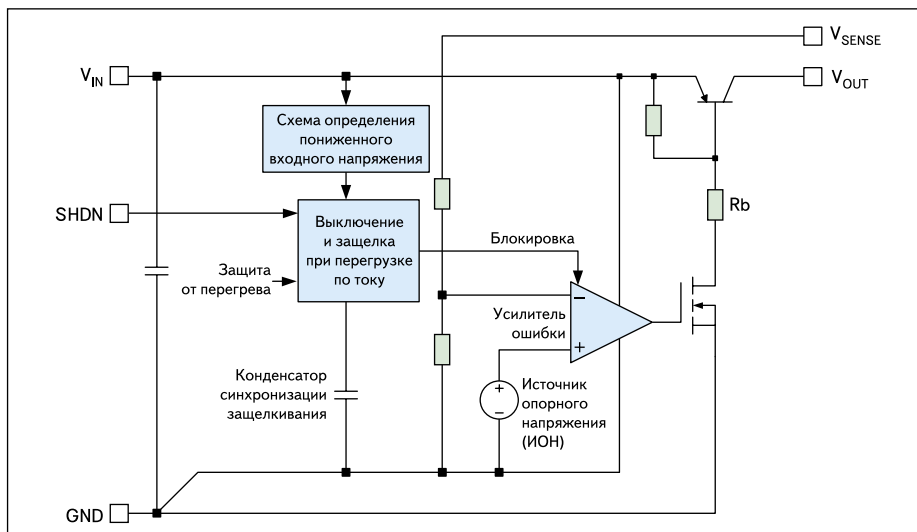 V_SENSE
V_IN
V_OUT
Схема определения
пониженного
входного напряжения
SHDN
Выключение
и защелка
при перегрузке
по току
Rb
Блокировка
Защита
от перегрева
−
Усилитель
ошибки
+
Конденсатор
синхронизации
защелкивания
+
−
Источник
опорного
напряжения
(ИОН)
GND